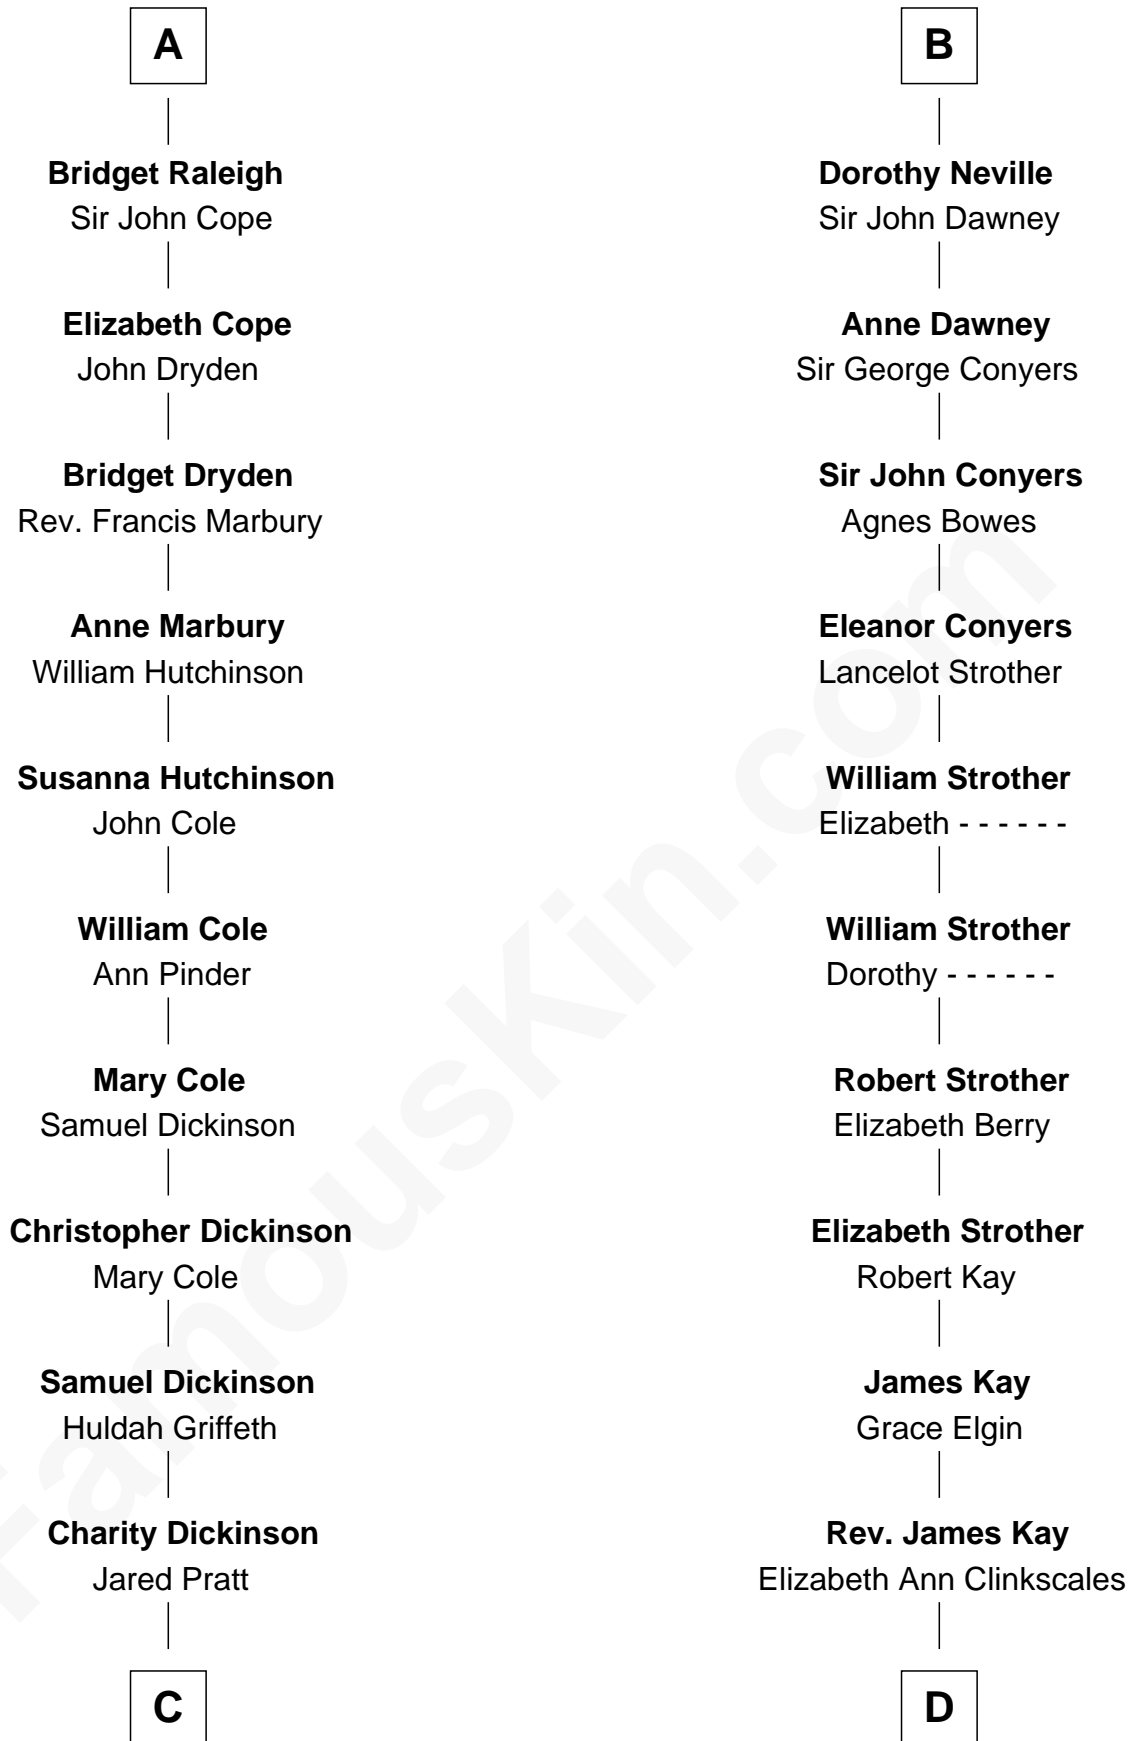 A
Bridget Raleigh
Sir John Cope
Elizabeth Cope
John Dryden
Bridget Dryden
Rev. Francis Marbury
Anne Marbury
William Hutchinson
Susanna Hutchinson
John Cole
William Cole
Ann Pinder
Mary Cole
Samuel Dickinson
Christopher Dickinson
Mary Cole
Samuel Dickinson
Huldah Griffeth
Charity Dickinson
Jared Pratt
C
B
Dorothy Neville
Sir John Dawney
Anne Dawney
Sir George Conyers
Sir John Conyers
Agnes Bowes
Eleanor Conyers
Lancelot Strother
William Strother
Elizabeth - - - - - -
William Strother
Dorothy - - - - - -
Robert Strother
Elizabeth Berry
Elizabeth Strother
Robert Kay
James Kay
Grace Elgin
Rev. James Kay
Elizabeth Ann Clinkscales
D
FamousKin.com